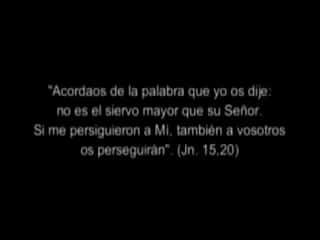 "Acordaos de la palabra que yo os dije:
no es el siervo mayor que su Señor.
Si me persiguieron a Mí, también a vosotros
os perseguirán". (Jn. 15,20)